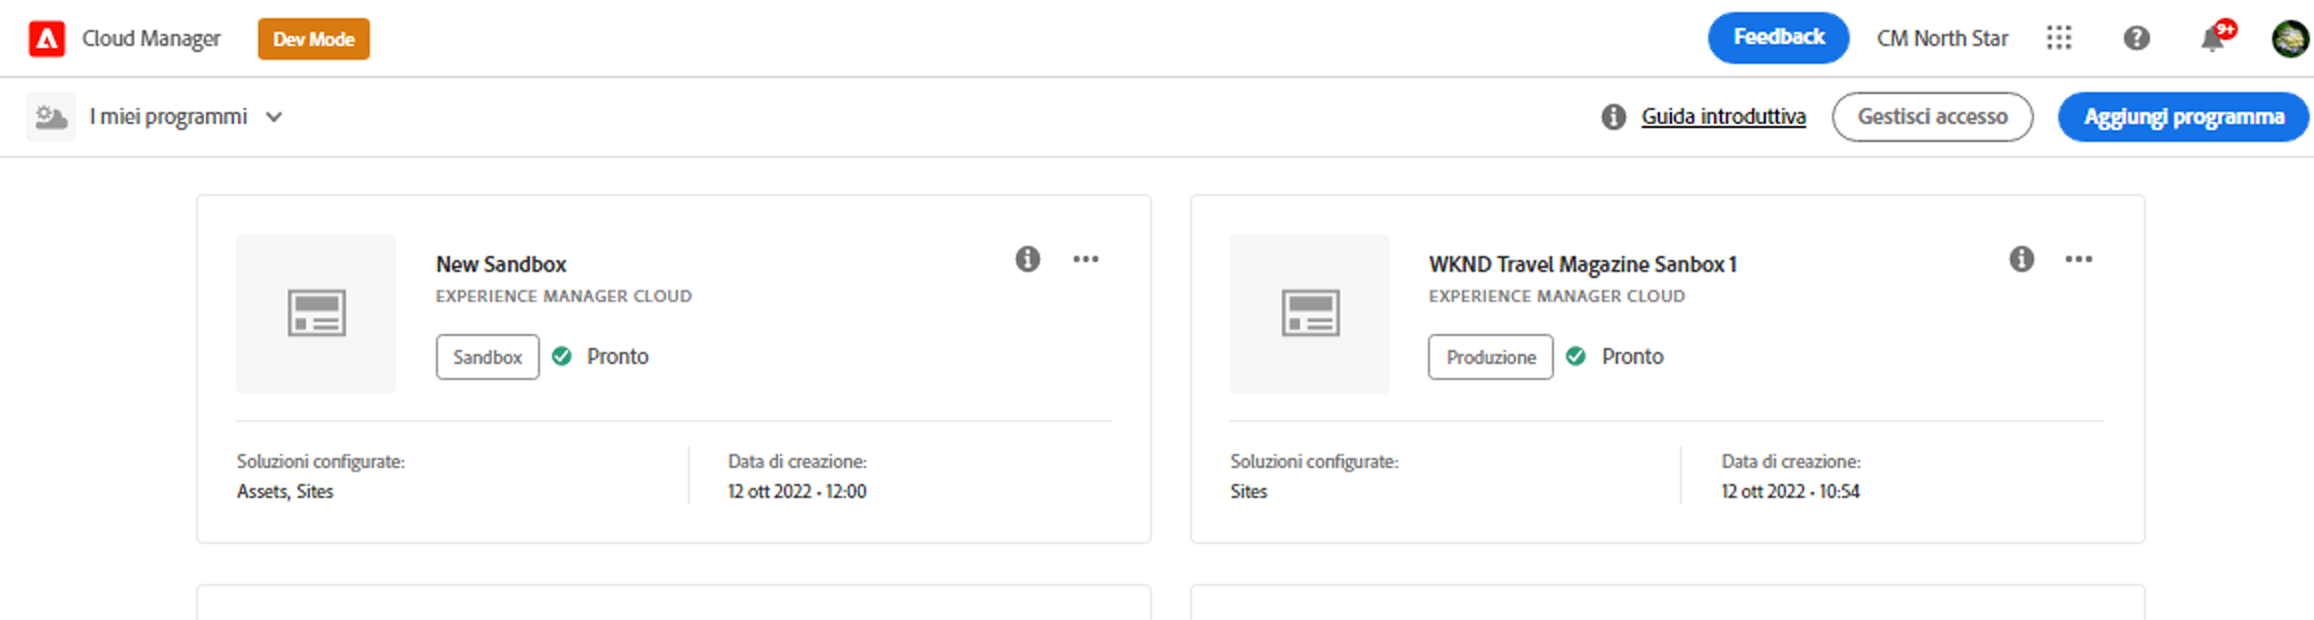 Cloud Manager Dev Mode Feedback CM North Star 9+
I miei programmi Guida introduttiva Gestisci accesso Aggiungi programma
New Sandbox
EXPERIENCE MANAGER CLOUD
Sandbox Pronto
Soluzioni configurate: Data di creazione:
Assets, Sites 12 ott 2022 • 12:00
WKND Travel Magazine Sanbox 1
EXPERIENCE MANAGER CLOUD
Produzione Pronto
Soluzioni configurate: Data di creazione:
Sites 12 ott 2022 • 10:54